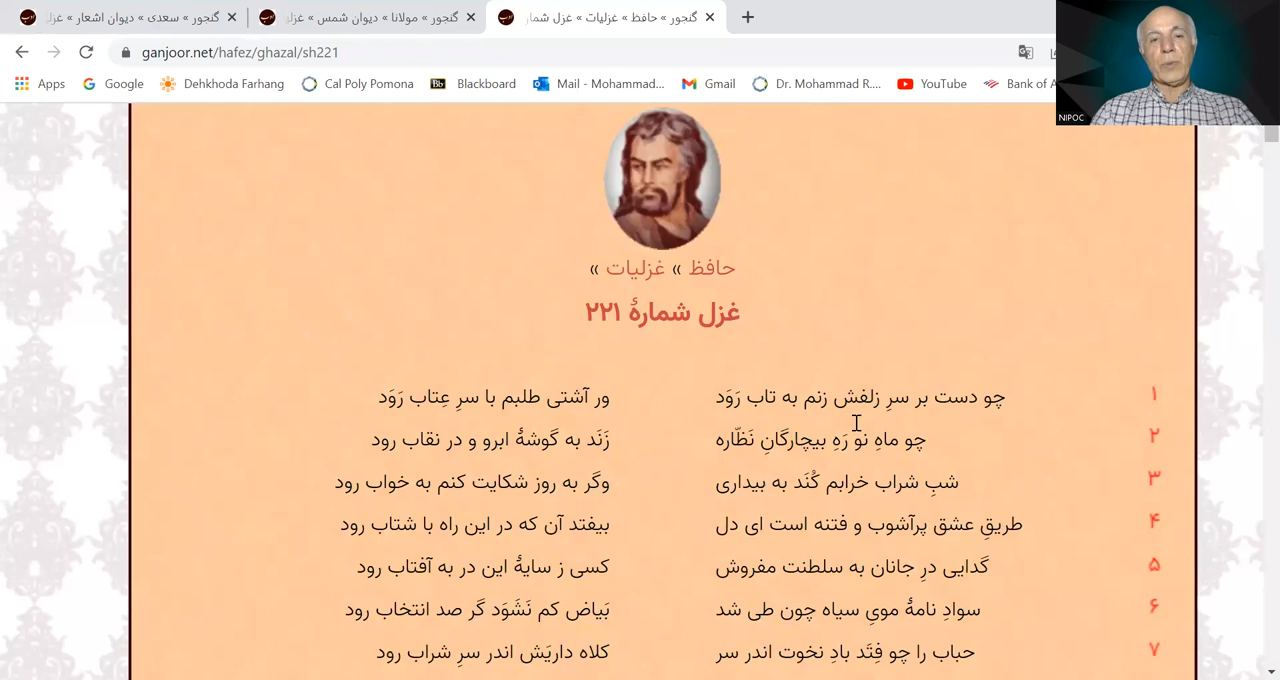 گنجور » سعدی » دیوان اشعار » غزل
گنجور » مولانا » دیوان شمس » غزلی
گنجور » حافظ » غزلیات » غزل شمار
ganjoor.net/hafez/ghazal/sh221
Apps Google Dehkhoda Farhang Cal Poly Pomona Bb Blackboard Mail - Mohammad... Gmail Dr. Mohammad R.... YouTube Bank of A
NIPOC
حافظ » غزلیات »
غزل شمارهٔ ۲۲۱
۱ چو دست بر سرِ زلفش زنم به تاب رَوَد ور آشتی طلبم با سرِ عِتاب رَوَد
۲ چو ماهِ نو رَهِ بیچارگانِ نَظّاره زَنَد به گوشهٔ ابرو و در نقاب رود
۳ شبِ شراب خرابم کُنَد به بیداری وگر به روز شکایت کنم به خواب رود
۴ طریقِ عشق پرآشوب و فتنه است ای دل بیفتد آن که در این راه با شتاب رود
۵ گدایی درِ جانان به سلطنت مفروش کسی ز سایهٔ این در به آفتاب رود
۶ سوادِ نامهٔ مویِ سیاه چون طی شد بَیاض کم نَشَوَد گر صد انتخاب رود
۷ حباب را چو فِتَد بادِ نخوت اندر سر کلاه داریَش اندر سرِ شراب رود